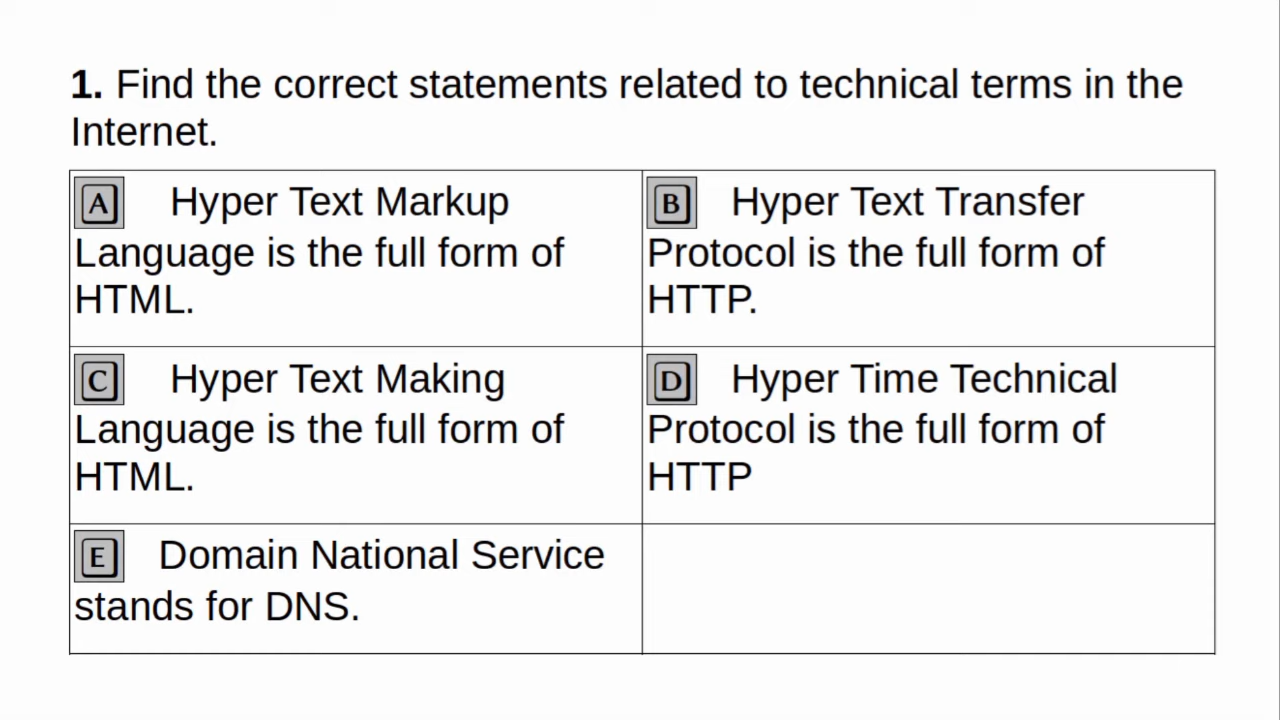 1. Find the correct statements related to technical terms in the
Internet.
A Hyper Text Markup
Language is the full form of
HTML.
B Hyper Text Transfer
Protocol is the full form of
HTTP.
C Hyper Text Making
Language is the full form of
HTML.
D Hyper Time Technical
Protocol is the full form of
HTTP
E Domain National Service
stands for DNS.